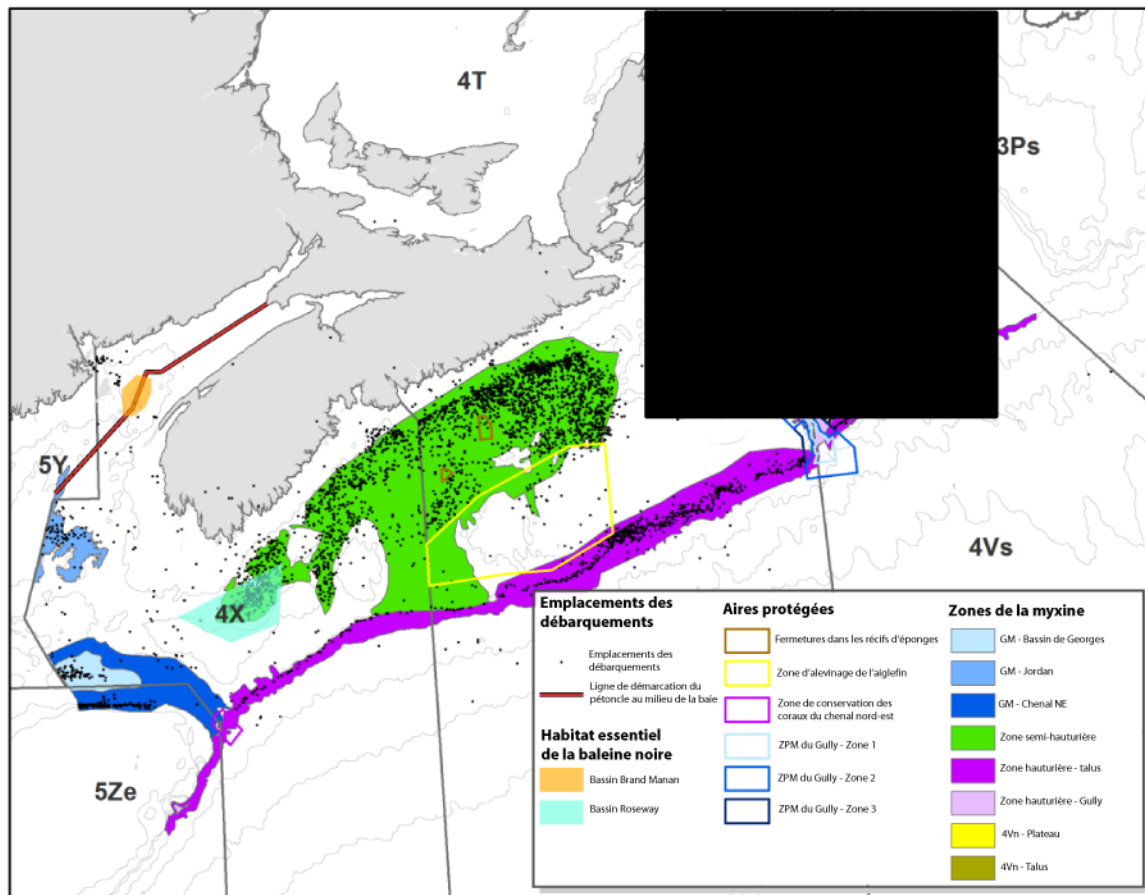 4T
3Ps
5Y
4Vs
4X
5Ze
Emplacements des
débarquements
Emplacements des
débarquements
Ligne de démarcation du
pétoncle au milieu de la baie
Habitat essentiel
de la baleine noire
Bassin Brand Manan
Bassin Roseway
Aires protégées
Fermetures dans les récifs d'éponges
Zone d'alevinage de l'aiglefin
Zone de conservation des
coraux du chenal nord-est
ZPM du Gully - Zone 1
ZPM du Gully - Zone 2
ZPM du Gully - Zone 3
Zones de la myxine
GM - Bassin de Georges
GM - Jordan
GM - Chenal NE
Zone semi-hauturière
Zone hauturière - talus
Zone hauturière - Gully
4Vn - Plateau
4Vn - Talus